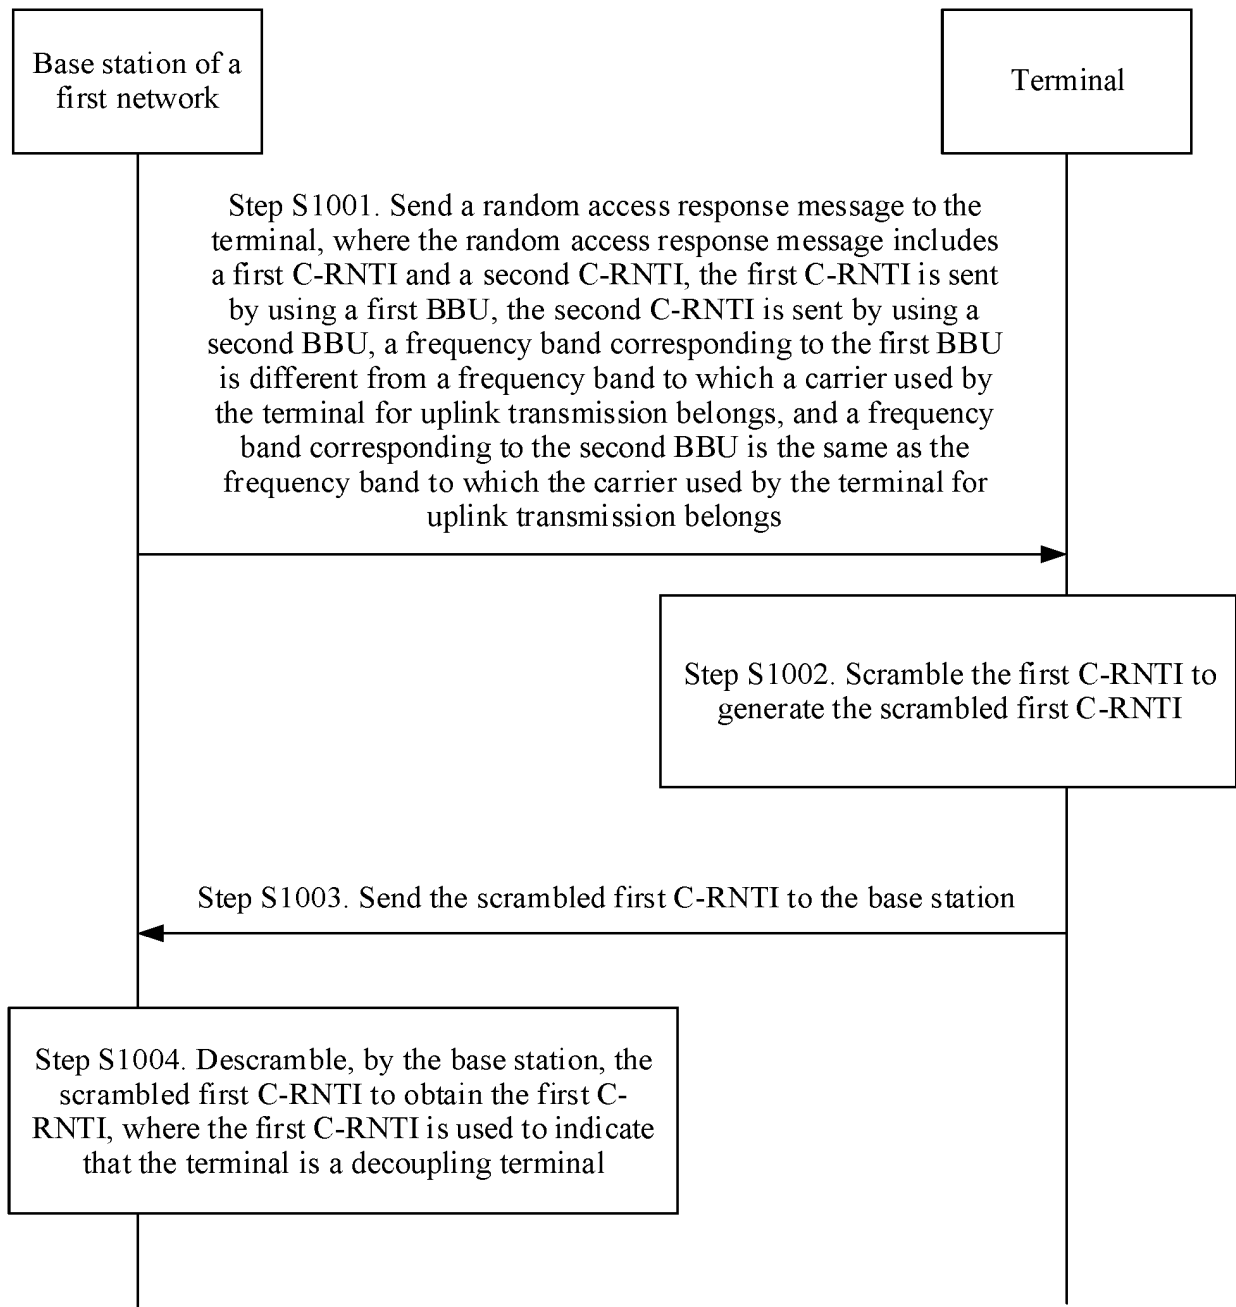 Base station of a
first network
Terminal
Step S1001. Send a random access response message to the
terminal, where the random access response message includes
a first C-RNTI and a second C-RNTI, the first C-RNTI is sent
by using a first BBU, the second C-RNTI is sent by using a
second BBU, a frequency band corresponding to the first BBU
is different from a frequency band to which a carrier used by
the terminal for uplink transmission belongs, and a frequency
band corresponding to the second BBU is the same as the
frequency band to which the carrier used by the terminal for
uplink transmission belongs
Step S1002. Scramble the first C-RNTI to
generate the scrambled first C-RNTI
Step S1003. Send the scrambled first C-RNTI to the base station
Step S1004. Descramble, by the base station, the
scrambled first C-RNTI to obtain the first C-
RNTI, where the first C-RNTI is used to indicate
that the terminal is a decoupling terminal